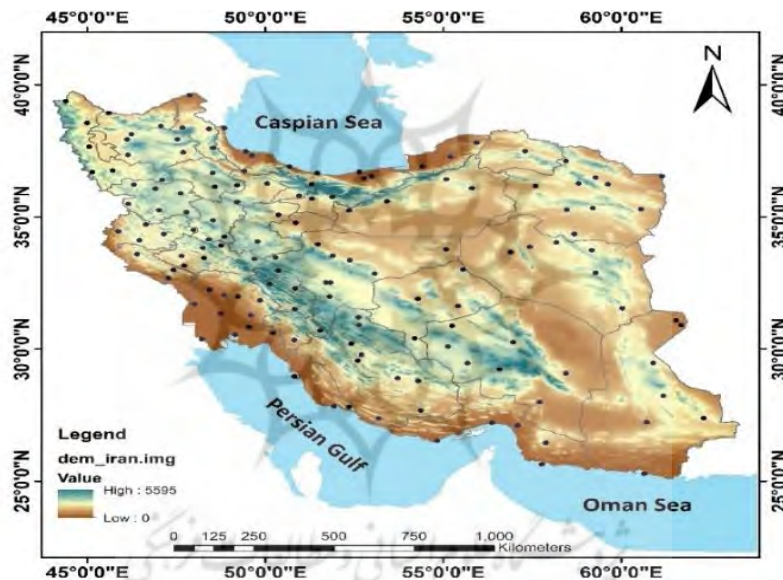 45°0'0"E 50°0'0"E 55°0'0"E 60°0'0"E
N
40°0'0"N 40°0'0"N
Caspian Sea
35°0'0"N 35°0'0"N
30°0'0"N 30°0'0"N
Persian Gulf
Legend
dem_iran.img
Value
High : 5595
Low : 0
25°0'0"N 25°0'0"N
Oman Sea
0 125 250 500 750 1,000
Kilometers
45°0'0"E 50°0'0"E 55°0'0"E 60°0'0"E